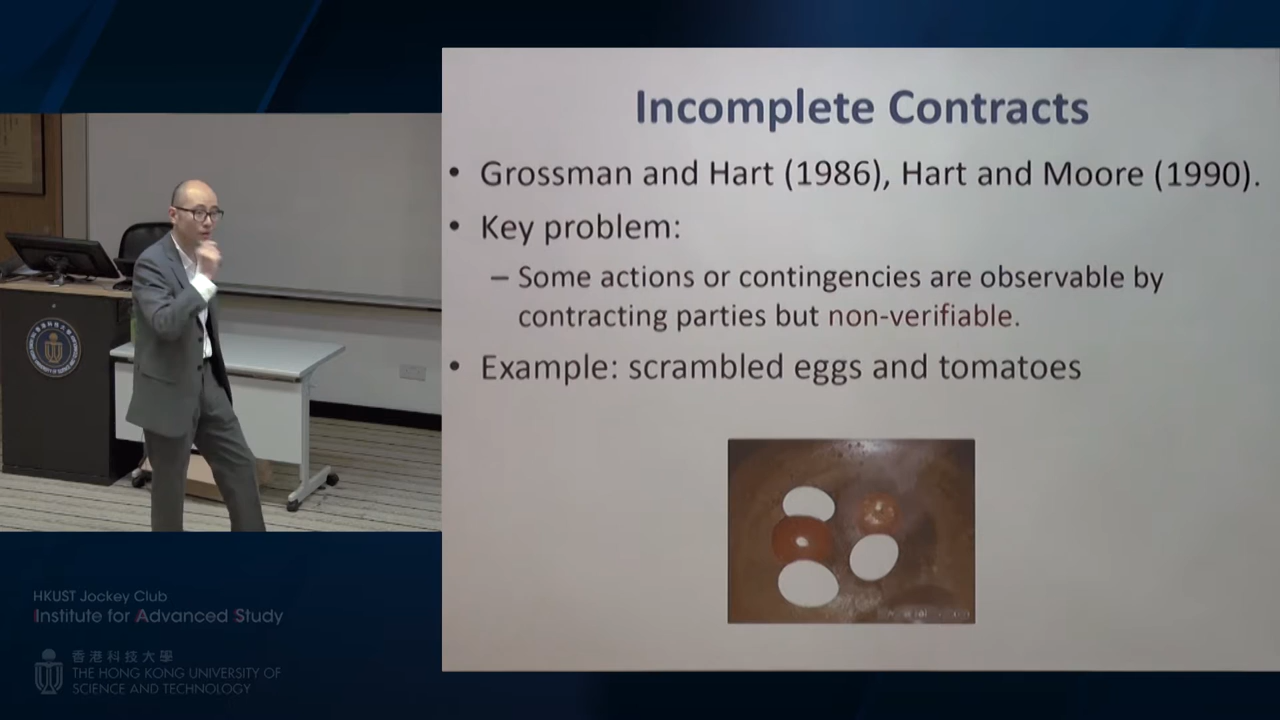 Incomplete Contracts
• Grossman and Hart (1986), Hart and Moore (1990).
• Key problem:
– Some actions or contingencies are observable by
contracting parties but non-verifiable.
• Example: scrambled eggs and tomatoes
HKUST Jockey Club
Institute for Advanced Study
香港科技大學
THE HONG KONG UNIVERSITY OF
SCIENCE AND TECHNOLOGY